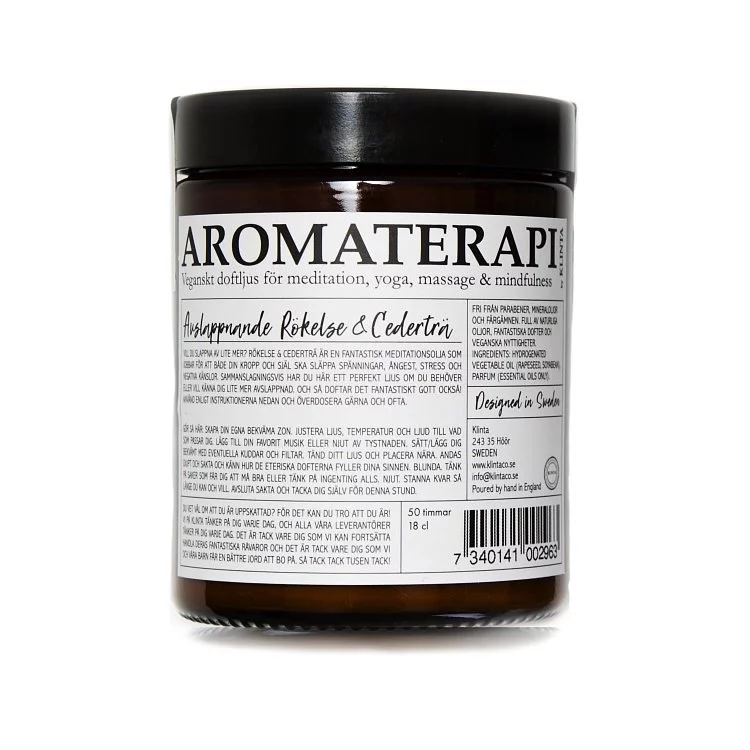 AROMATERAPI
BY KLINTA
Veganskt doftljus för meditation, yoga, massage & mindfulness
Avslappnande Rökelse & Cederträ
VILL DU SLAPPNA AV LITE MER? RÖKELSE & CEDERTRÄ ÄR EN FANTASTISK MEDITATIONSOLJA SOM
JOBBAR FÖR ATT BÅDE DIN KROPP OCH SJÄL SKA SLÄPPA SPÄNNINGAR, ÅNGEST, STRESS OCH
NEGATIVA KÄNSLOR. SAMMANSLAGNINGSVIS HAR DU HÄR ETT PERFEKT LJUS OM DU BEHÖVER
ELLER VILL KÄNNA DIG LITE MER AVSLAPPNAD. OCH SÅ DOFTAR DET FANTASTISKT GOTT OCKSÅ!
ANVÄND ENLIGT INSTRUKTIONERNA NEDAN OCH ÖVERDOSERA GÄRNA OCH OFTA.
GÖR SÅ HÄR: SKAPA DIN EGNA BEKVÄMA ZON. JUSTERA LJUS, TEMPERATUR OCH LJUD TILL VAD
SOM PASSAR DIG. LÄGG TILL DIN FAVORIT MUSIK ELLER NJUT AV TYSTNADEN. SÄTT/LÄGG DIG
BEKVÄMT MED EVENTUELLA KUDDAR OCH FILTAR. TÄND DITT LJUS OCH PLACERA NÄRA. ANDAS
DJUPT OCH SAKTA OCH KÄNN HUR DE ETERISKA DOFTERNA FYLLER DINA SINNEN. BLUNDA. TÄNK
PÅ SAKER SOM FÅR DIG ATT MÅ BRA ELLER TÄNK PÅ INGENTING ALLS. NJUT. STANNA KVAR SÅ
LÄNGE DU KAN OCH VILL. AVSLUTA SAKTA OCH TACKA DIG SJÄLV FÖR DENNA STUND.
DU VET VÄL OM ATT DU ÄR UPPSKATTAD? FÖR DET KAN DU TRO ATT DU ÄR!
VI PÅ KLINTA TÄNKER PÅ DIG VARJE DAG, OCH ALLA VÅRA LEVERANTÖRER
TÄNKER PÅ DIG VARJE DAG. DET ÄR TACK VARE DIG SOM VI KAN FORTSÄTTA
HANDLA DERAS FANTASTISKA RÅVAROR OCH DET ÄR TACK VARE DIG SOM VI
OCH VÅRA BARN FÅR EN BÄTTRE JORD ATT BO PÅ. SÅ TACK TACK TUSEN TACK!
FRI FRÅN PARABENER, MINERALOLJOR
OCH FÄRGÄMNEN. FULL AV NATURLIGA
OLJOR, FANTASTISKA DOFTER OCH
VEGANSKA NYTTIGHETER.
INGREDIENTS: HYDROGENATED
VEGETABLE OIL (RAPESEED, SOYBEAN)
PARFUM (ESSENTIAL OILS ONLY).
Designed in Sweden
Klinta
243 35 Höör
SWEDEN
www.klintaco.se
info@klintaco.se
Poured by hand in England
50 timmar
18 cl
7 340141 002963